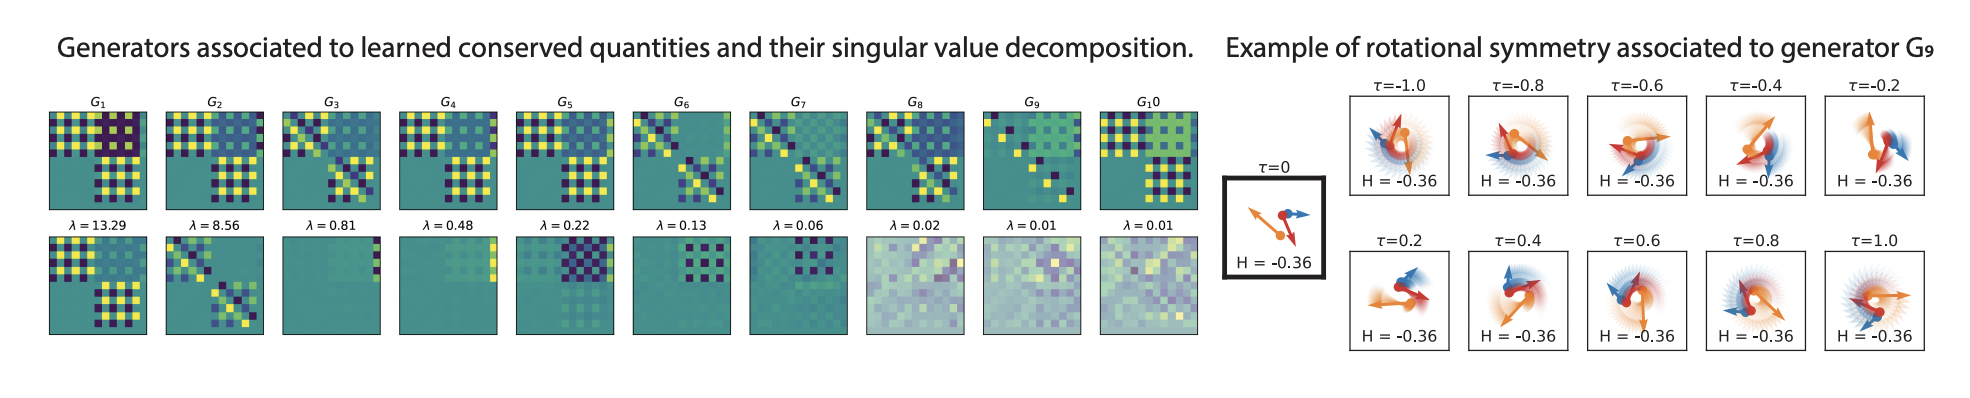 Generators associated to learned conserved quantities and their singular value decomposition.
Example of rotational symmetry associated to generator G₉
G₁ G₂ G₃ G₄ G₅ G₆ G₇ G₈ G₉ G₁0
λ = 13.29 λ = 8.56 λ = 0.81 λ = 0.48 λ = 0.22 λ = 0.13 λ = 0.06 λ = 0.02 λ = 0.01 λ = 0.01
τ=0
H = -0.36
τ=-1.0 τ=-0.8 τ=-0.6 τ=-0.4 τ=-0.2
H = -0.36 H = -0.36 H = -0.36 H = -0.36 H = -0.36
τ=0.2 τ=0.4 τ=0.6 τ=0.8 τ=1.0
H = -0.36 H = -0.36 H = -0.36 H = -0.36 H = -0.36